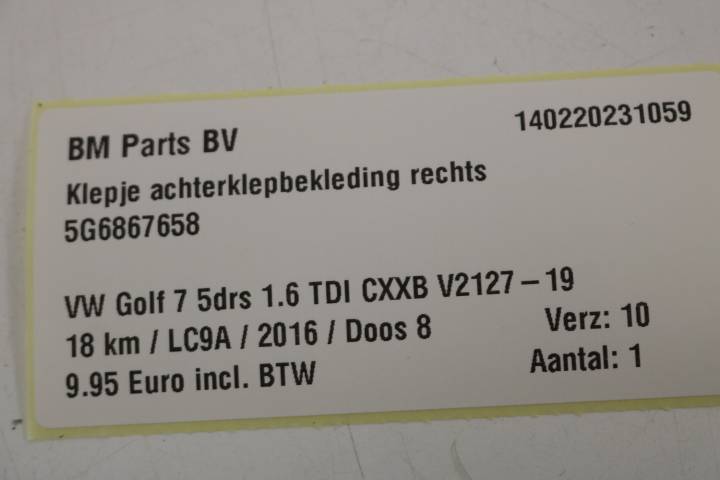 BM Parts BV 140220231059
Klepje achterklepbekleding rechts
5G6867658
VW Golf 7 5drs 1.6 TDI CXXB V2127 – 19
18 km / LC9A / 2016 / Doos 8 Verz: 10
9.95 Euro incl. BTW Aantal: 1